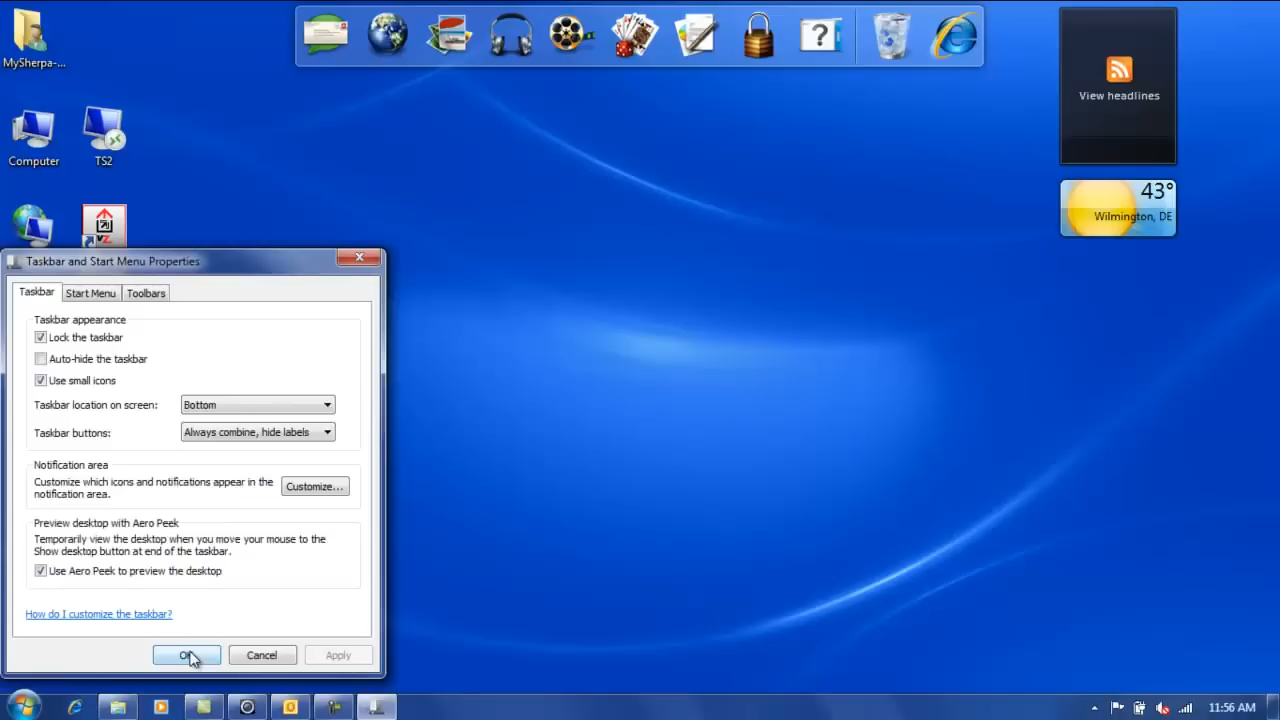 MySherpa-...
Computer
TS2
View headlines
43°
Wilmington, DE
Taskbar and Start Menu Properties
Taskbar
Start Menu
Toolbars
Taskbar appearance
Lock the taskbar
Auto-hide the taskbar
Use small icons
Taskbar location on screen:
Bottom
Taskbar buttons:
Always combine, hide labels
Notification area
Customize which icons and notifications appear in the
notification area.
Customize...
Preview desktop with Aero Peek
Temporarily view the desktop when you move your mouse to the
Show desktop button at end of the taskbar.
Use Aero Peek to preview the desktop
How do I customize the taskbar?
OK
Cancel
Apply
11:56 AM